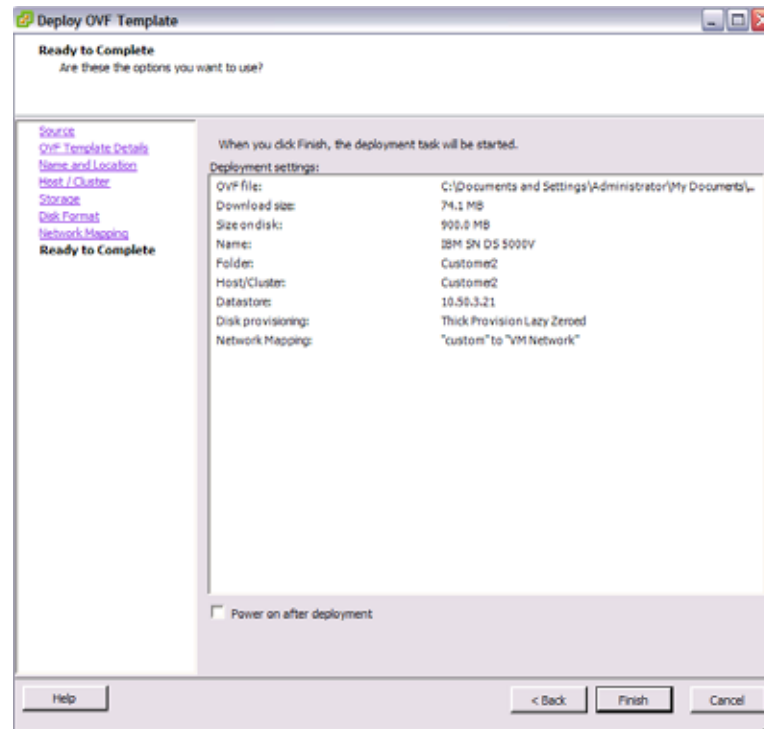 Deploy OVF Template
Ready to Complete
Are these the options you want to use?
Source
OVF Template Details
Name and Location
Host / Cluster
Storage
Disk Format
Network Mapping
Ready to Complete
When you click Finish, the deployment task will be started.
Deployment settings:
OVF file: C:\Documents and Settings\Administrator\My Documents\...
Download size: 74.1 MB
Size on disk: 900.0 MB
Name: IBM SN DS 5000V
Folder: Customer2
Host/Cluster: Customer2
Datastore: 10.50.3.21
Disk provisioning: Thick Provision Lazy Zeroed
Network Mapping: "custom" to "VM Network"
Power on after deployment
Help < Back Finish Cancel